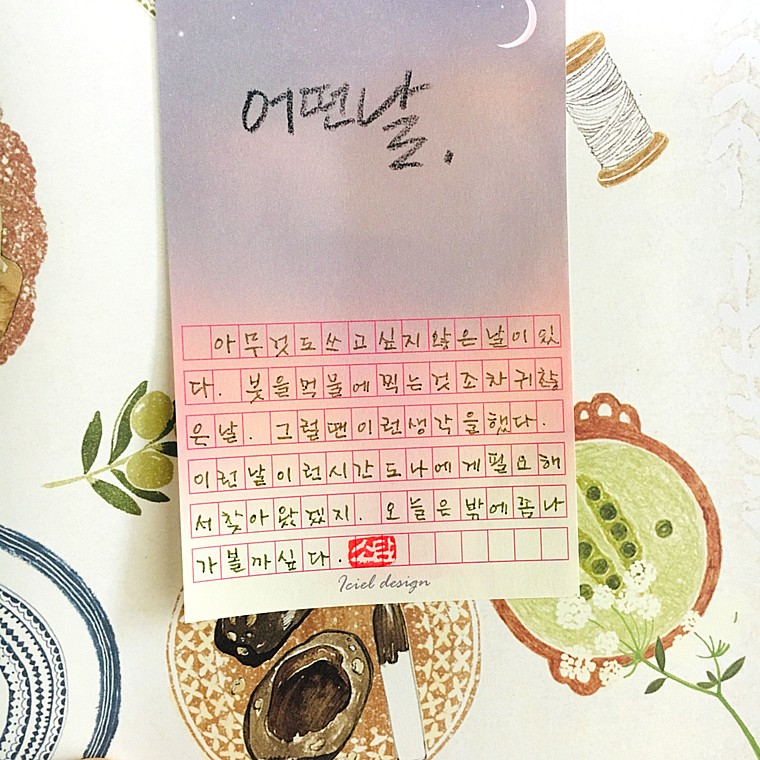 어떤날.
아무것도쓰고싶지않은날이있
다. 붓을먹물에찍는것조차귀찮
은날. 그럴땐이런생각을했다.
이런날이런시간도나에게필요해
서찾아왔겠지. 오늘은밖에좀나
가볼까싶다.
Iciel design